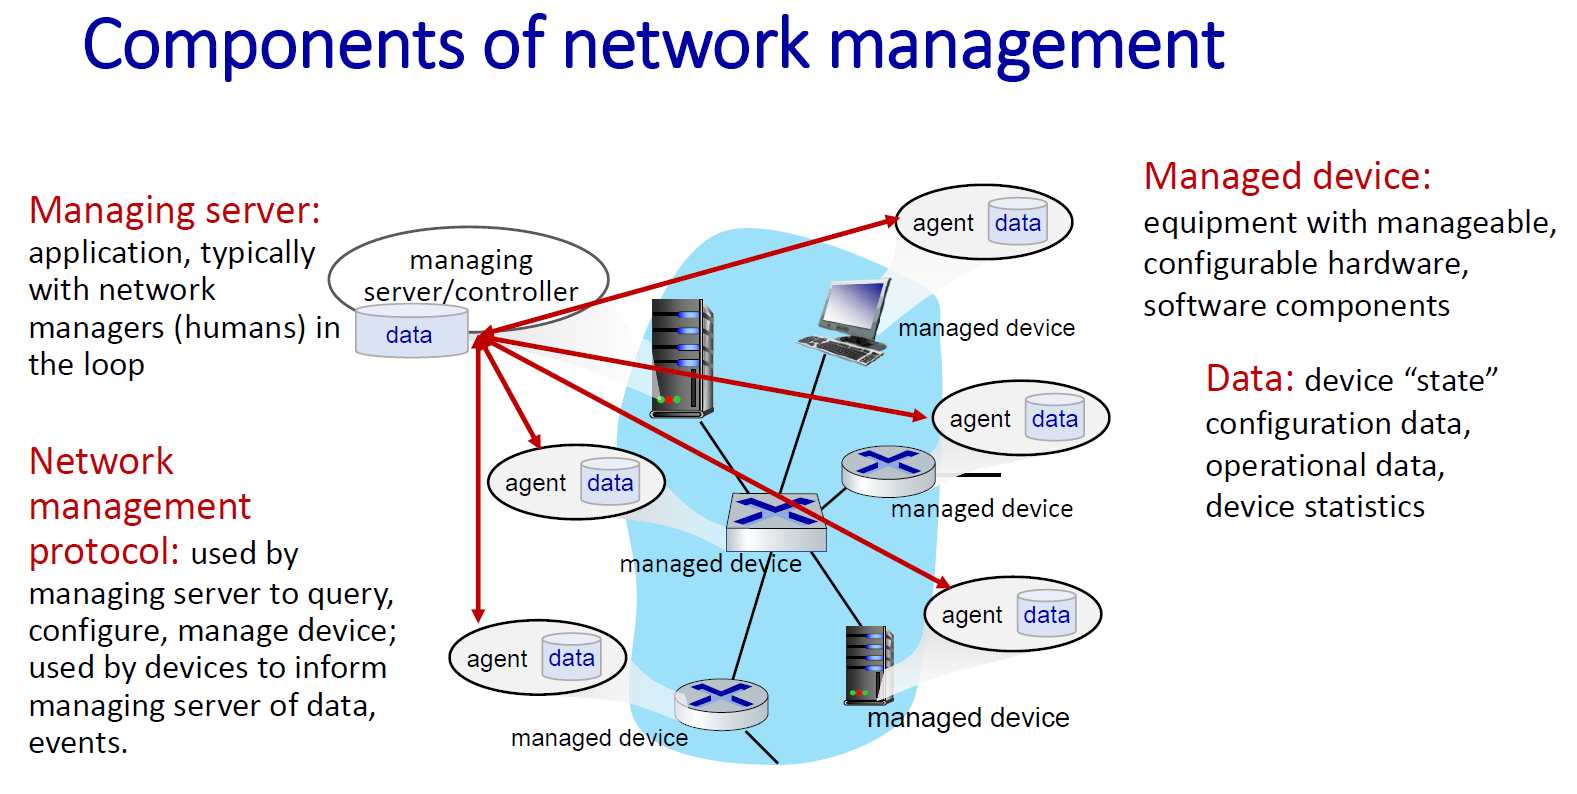 Components of network management
Managing server:
application, typically
with network
managers (humans) in
the loop
Network
management
protocol: used by
managing server to query,
configure, manage device;
used by devices to inform
managing server of data,
events.
managing
server/controller
data
agent data
managed device
agent data
managed device
agent data
managed device
agent data
managed device
agent data
managed device
Managed device:
equipment with manageable,
configurable hardware,
software components
Data: device “state”
configuration data,
operational data,
device statistics